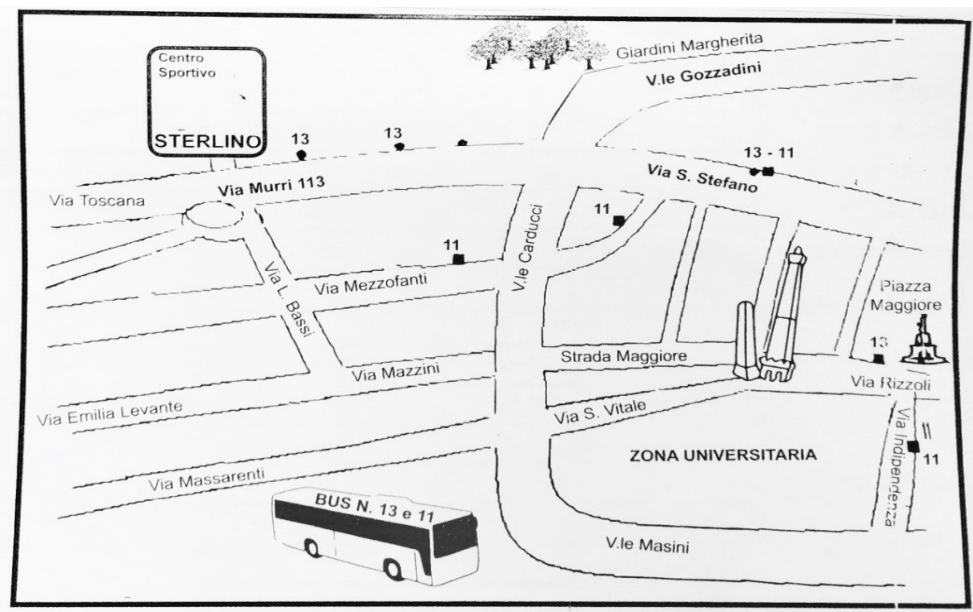 Giardini Margherita
V.le Gozzadini
Centro
Sportivo
STERLINO
13
13
13 - 11
Via Toscana
Via Murri 113
Via S. Stefano
11
11
V.le Carducci
Via L. Bassi
Via Mezzofanti
Piazza
Maggiore
13
Strada Maggiore
Via Mazzini
Via Rizzoli
Via Emilia Levante
Via S. Vitale
Via Indipendenza
11
11
ZONA UNIVERSITARIA
Via Massarenti
BUS N. 13 e 11
V.le Masini